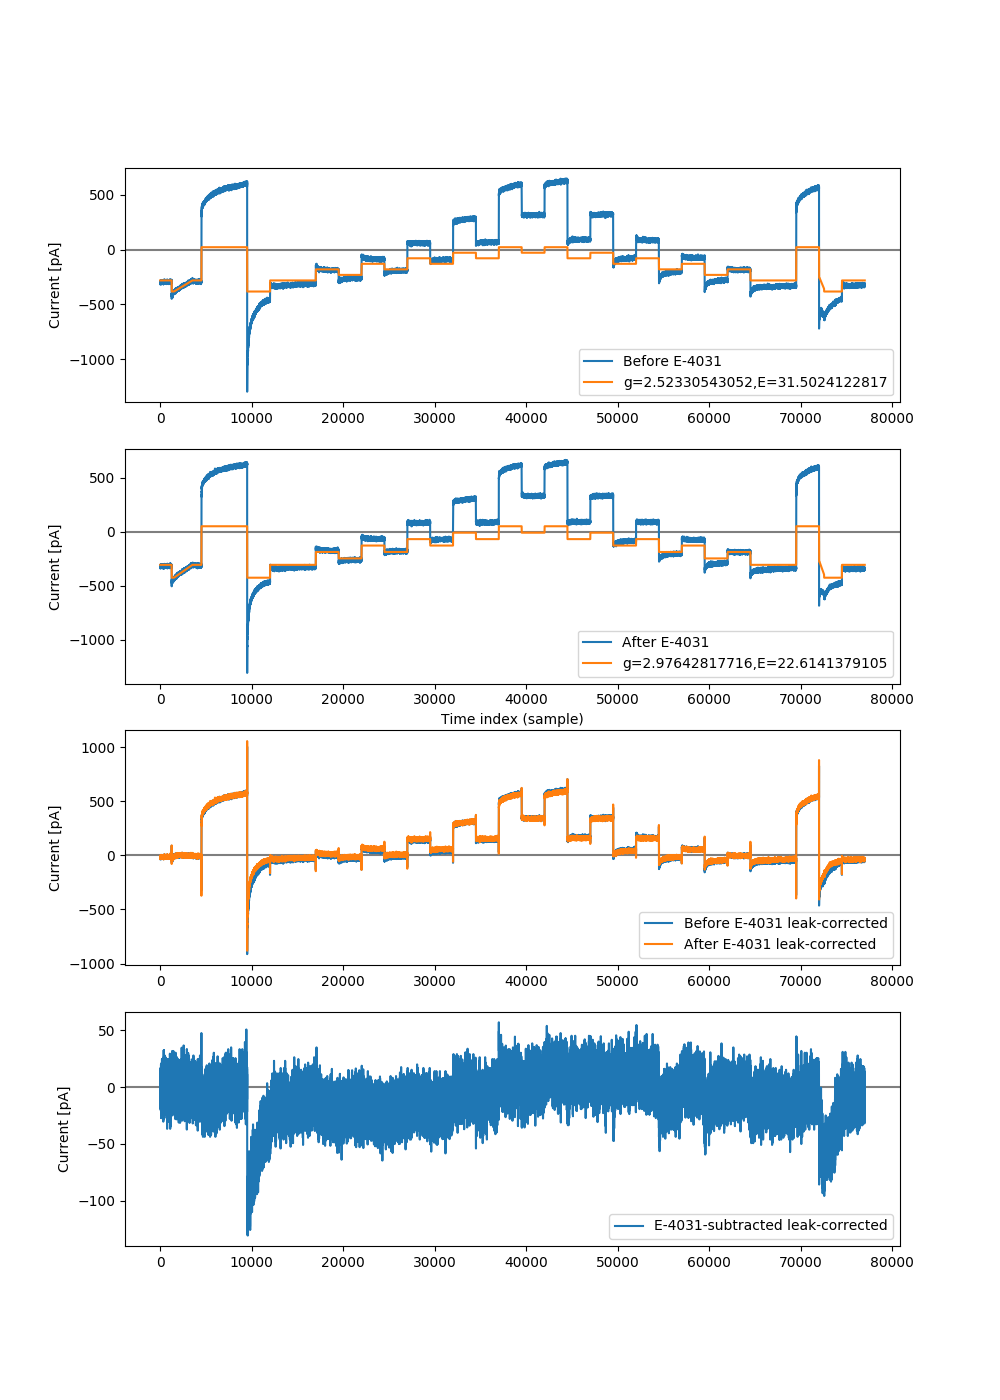 500
0
−500
−1000
Current [pA]
Before E-4031
g=2.52330543052,E=31.5024122817
0 10000 20000 30000 40000 50000 60000 70000 80000
500
0
−500
−1000
Current [pA]
After E-4031
g=2.97642817716,E=22.6141379105
0 10000 20000 30000 40000 50000 60000 70000 80000
Time index (sample)
1000
500
0
−500
−1000
Current [pA]
Before E-4031 leak-corrected
After E-4031 leak-corrected
0 10000 20000 30000 40000 50000 60000 70000 80000
50
0
−50
−100
Current [pA]
E-4031-subtracted leak-corrected
0 10000 20000 30000 40000 50000 60000 70000 80000